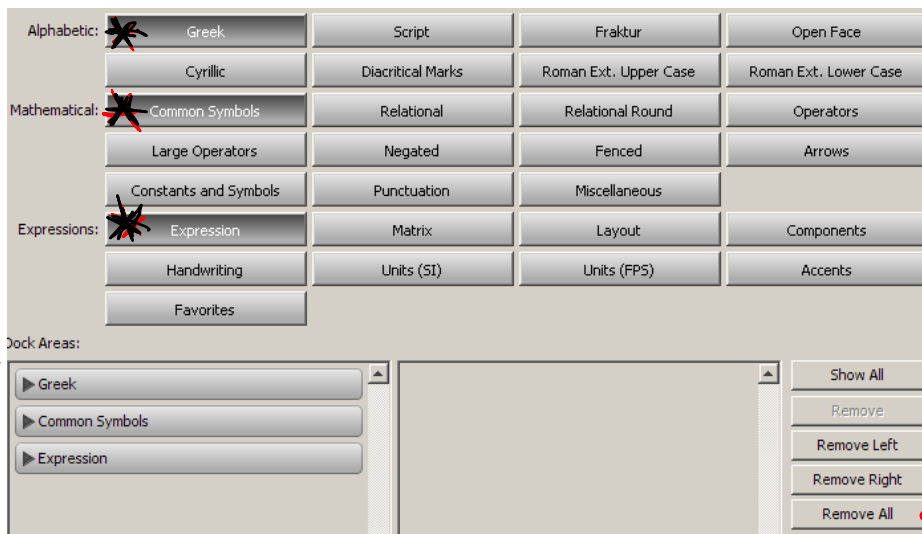 Alphabetic: Greek Script Fraktur Open Face
Cyrillic Diacritical Marks Roman Ext. Upper Case Roman Ext. Lower Case
Mathematical: Common Symbols Relational Relational Round Operators
Large Operators Negated Fenced Arrows
Constants and Symbols Punctuation Miscellaneous
Expressions: Expression Matrix Layout Components
Handwriting Units (SI) Units (FPS) Accents
Favorites
Dock Areas:
Greek
Common Symbols
Expression
Show All
Remove
Remove Left
Remove Right
Remove All